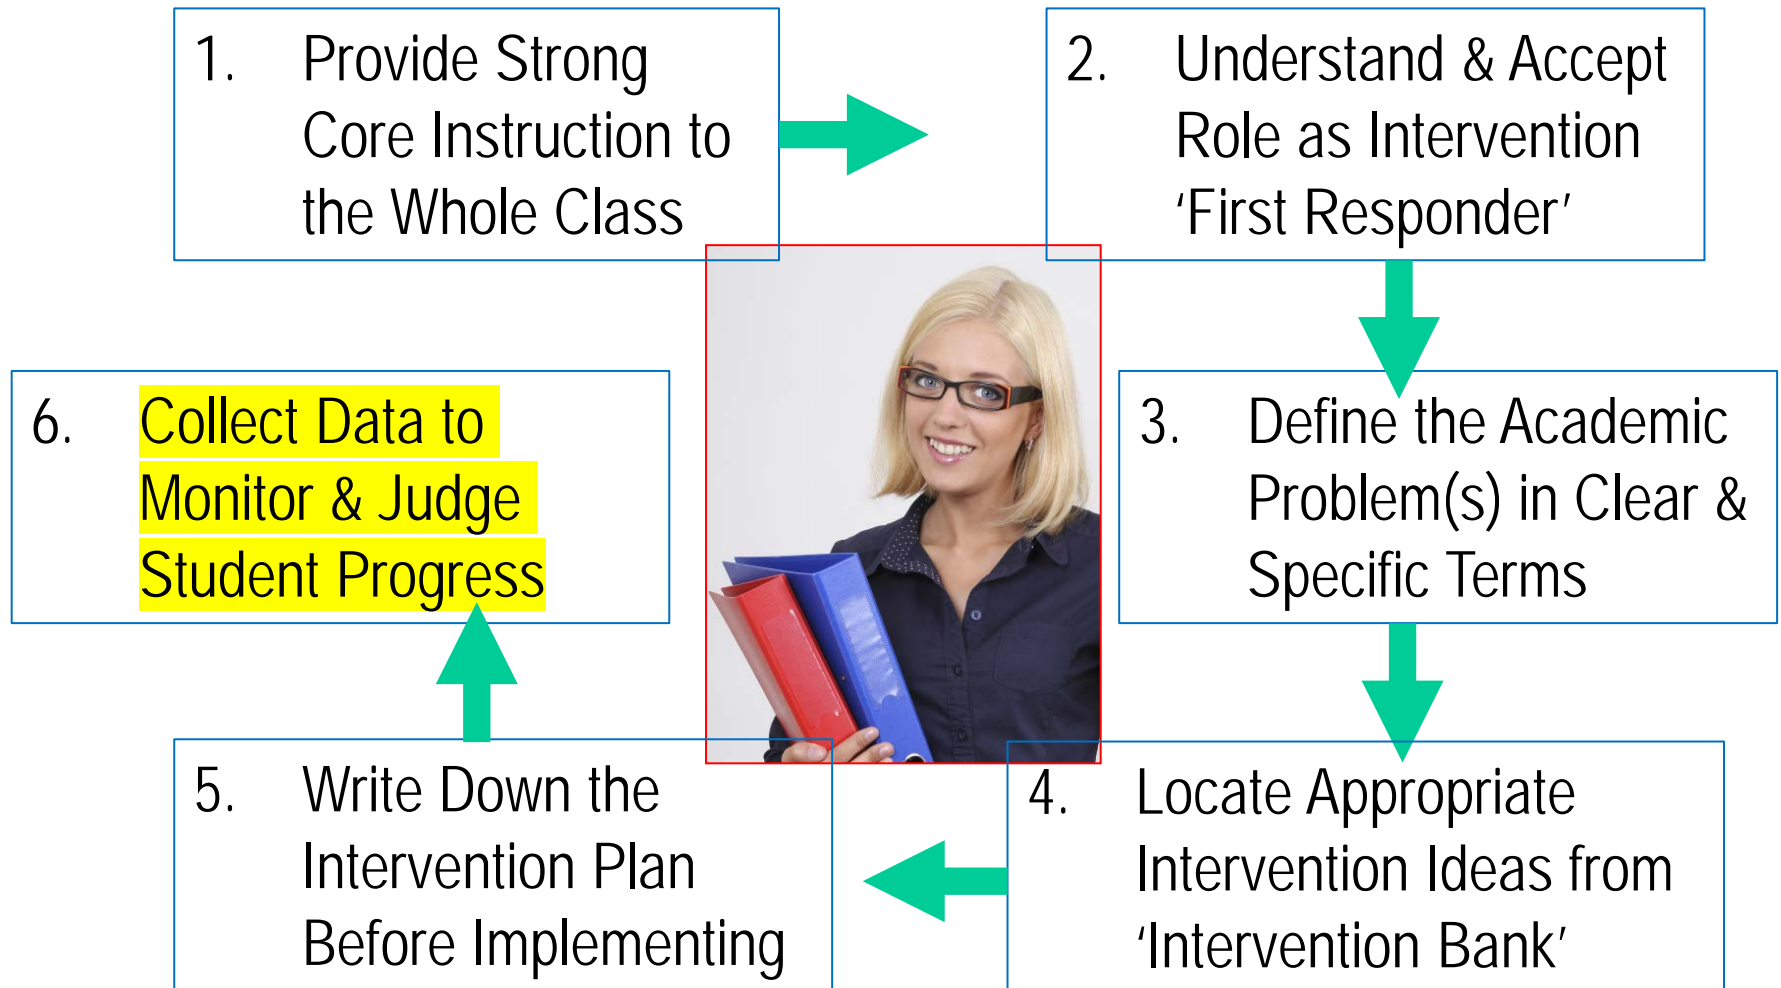 1. Provide Strong
Core Instruction to
the Whole Class
2. Understand & Accept
Role as Intervention
‘First Responder’
3. Define the Academic
Problem(s) in Clear &
Specific Terms
4. Locate Appropriate
Intervention Ideas from
‘Intervention Bank’
5. Write Down the
Intervention Plan
Before Implementing
6. Collect Data to
Monitor & Judge
Student Progress